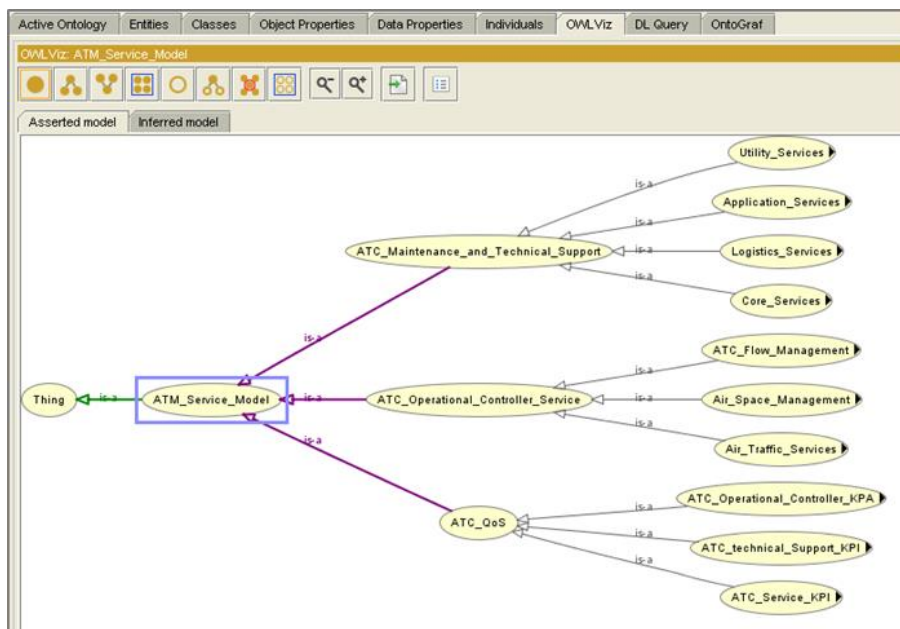 Active Ontology Entities Classes Object Properties Data Properties Individuals OWLViz DL Query OntoGraf
OWLViz: ATM_Service_Model
Asserted model Inferred model
Utility_Services
is-a
Application_Services
is-a
ATC_Maintenance_and_Technical_Support
is-a
Logistics_Services
is-a
Core_Services
is-a
ATC_Flow_Management
is-a
Thing
is-a
ATM_Service_Model
is-a
ATC_Operational_Controller_Service
is-a
Air_Space_Management
is-a
Air_Traffic_Services
is-a
ATC_Operational_Controller_KPA
is-a
ATC_QoS
is-a
ATC_technical_Support_KPI
is-a
ATC_Service_KPI